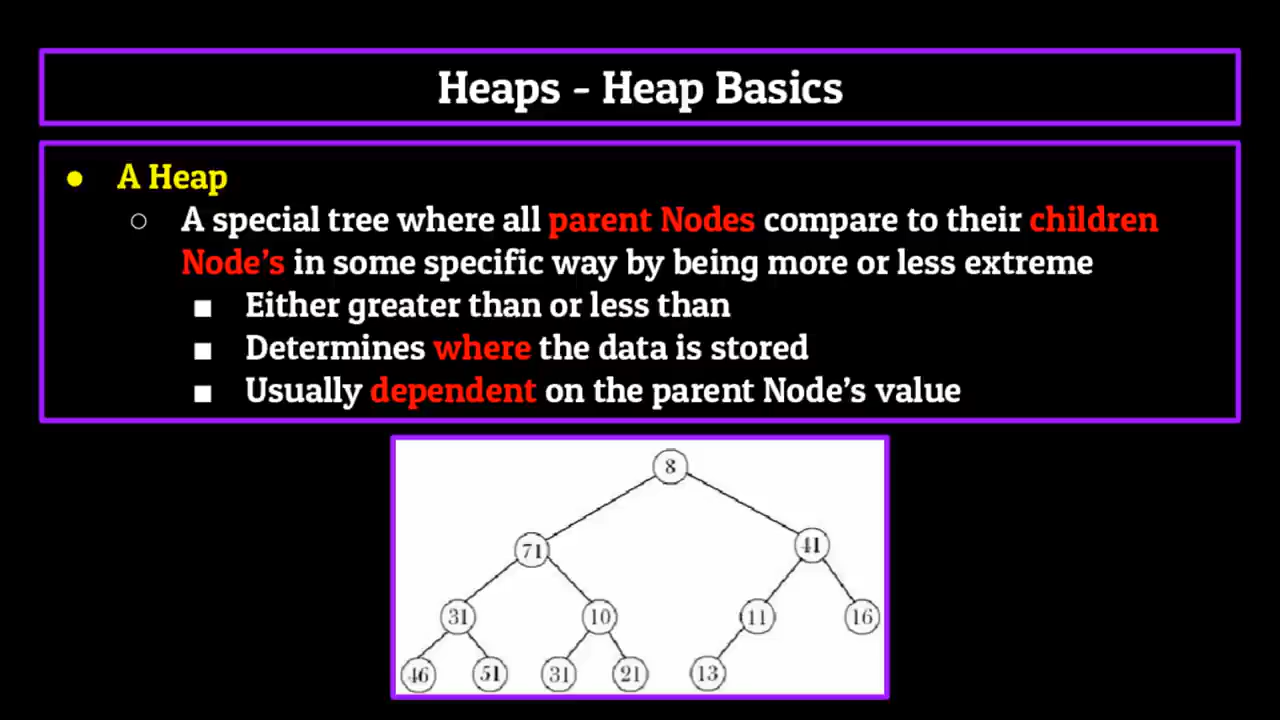 Heaps - Heap Basics
● A Heap
○ A special tree where all parent Nodes compare to their children
Node's in some specific way by being more or less extreme
■ Either greater than or less than
■ Determines where the data is stored
■ Usually dependent on the parent Node's value
8
71 41
31 10 11 16
46 51 31 21 13